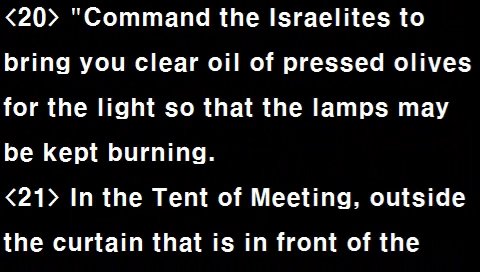 <20> "Command the Israelites to
bring you clear oil of pressed olives
for the light so that the lamps may
be kept burning.
<21> In the Tent of Meeting, outside
the curtain that is in front of the